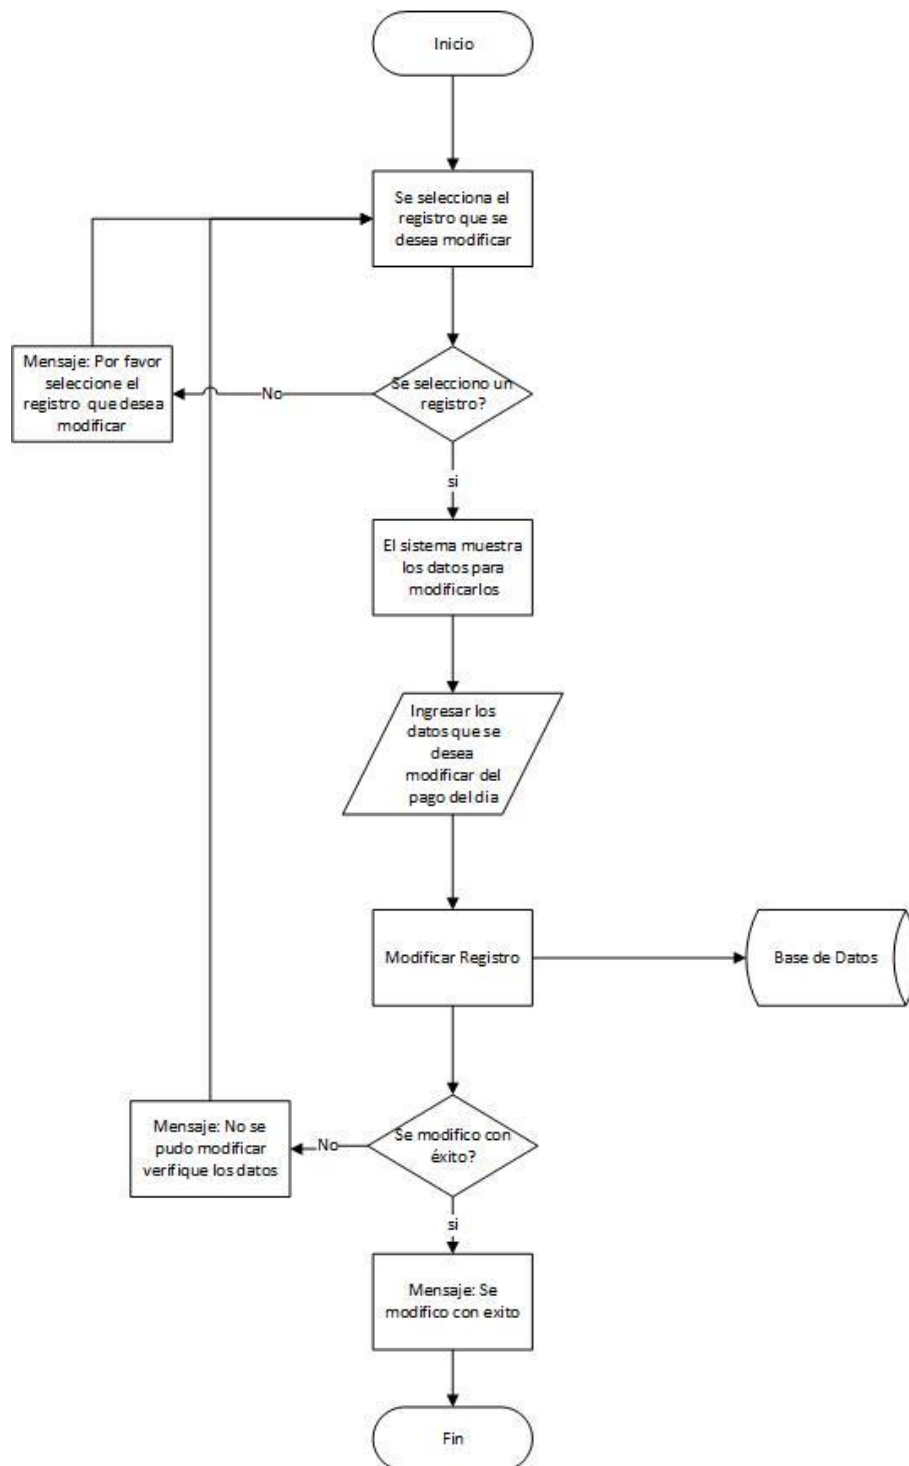 Inicio
Se selecciona el
registro que se
desea modificar
Mensaje: Por favor
seleccione el
registro que desea
modificar
No
Se selecciono un
registro?
si
El sistema muestra
los datos para
modificarlos
Ingresar los
datos que se
desea
modificar del
pago del dia
Modificar Registro
Base de Datos
Mensaje: No se
pudo modificar
verifique los datos
No
Se modifico con
éxito?
si
Mensaje: Se
modifico con exito
Fin